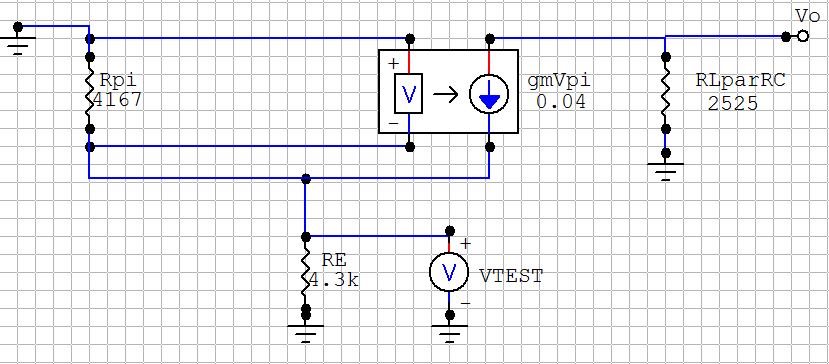 Vo
+
Rpi
4167
V
-
gmVpi
0.04
RLparRC
2525
RE
4.3k
+
V
-
VTEST